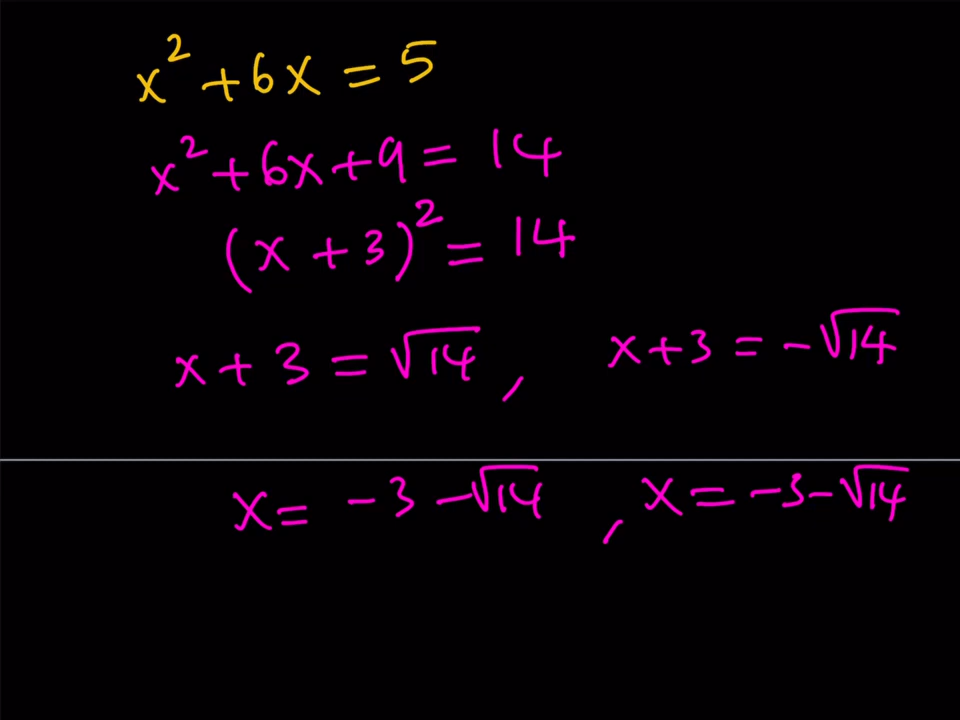 x² + 6x = 5
x² + 6x + 9 = 14
(x + 3)² = 14
x + 3 = √14 , x + 3 = -√14
x = -3 - √14 , x = -3 - √14